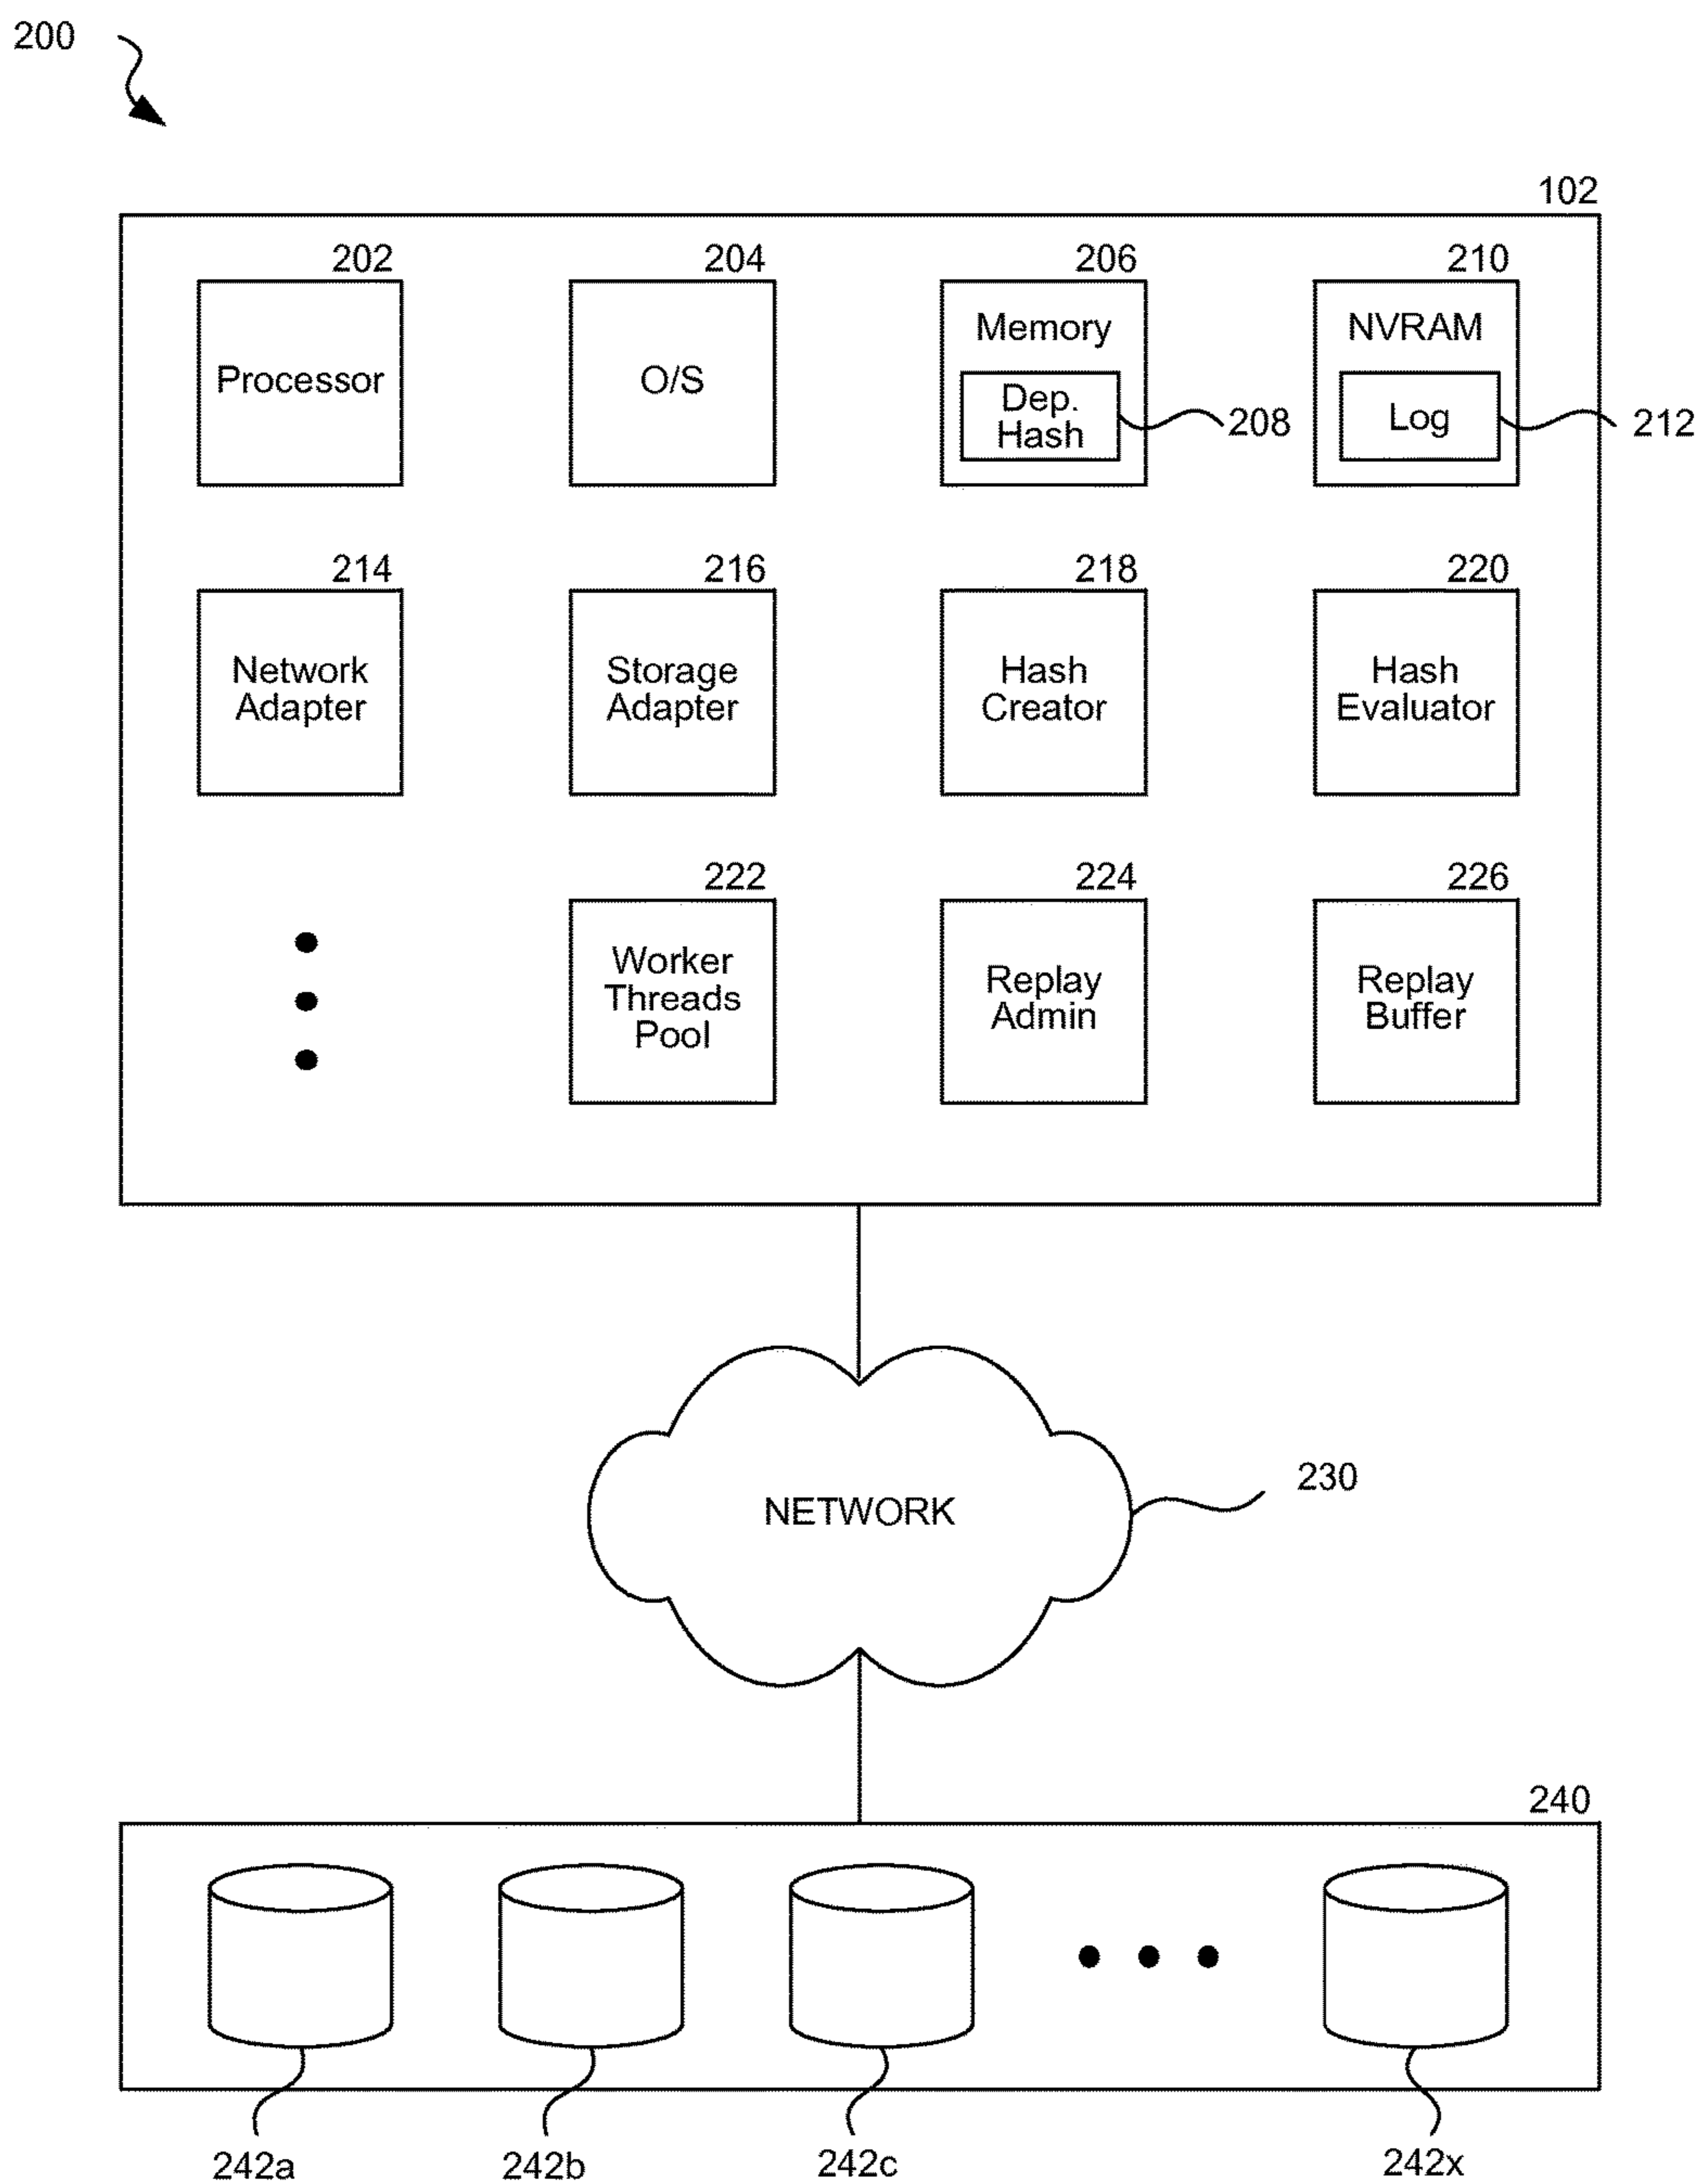 200
102
202
204
206
210
Processor
O/S
Memory
NVRAM
Dep.
Hash
208
Log
212
214
216
218
220
Network
Adapter
Storage
Adapter
Hash
Creator
Hash
Evaluator
222
224
226
Worker
Threads
Pool
Replay
Admin
Replay
Buffer
NETWORK
230
240
242a
242b
242c
242x